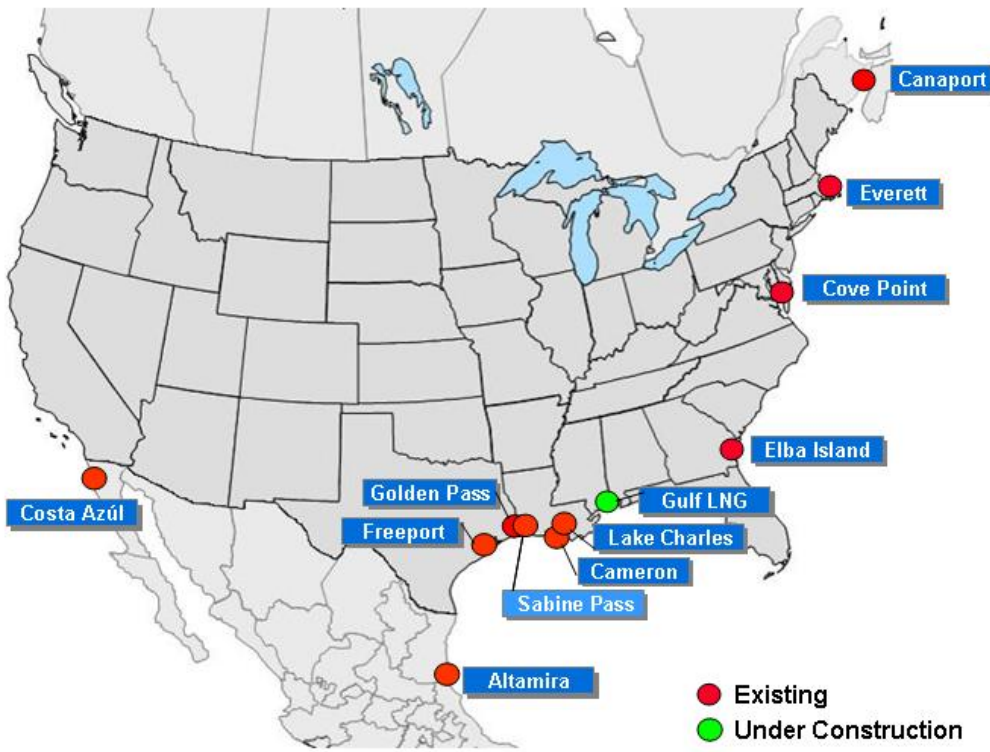 Canaport
Everett
Cove Point
Elba Island
Golden Pass
Gulf LNG
Costa Azúl
Freeport
Lake Charles
Cameron
Sabine Pass
Altamira
Existing
Under Construction